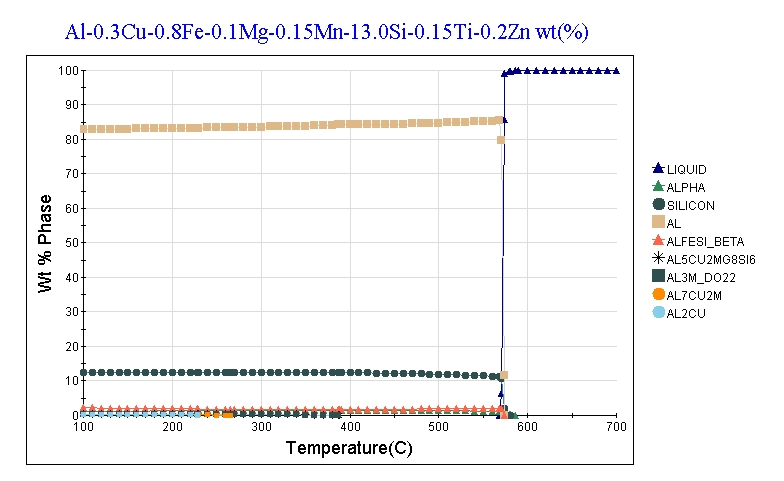 Al-0.3Cu-0.8Fe-0.1Mg-0.15Mn-13.0Si-0.15Ti-0.2Zn wt(%)
100
90
80
70
60
50
40
30
20
10
0
Wt % Phase
100 200 300 400 500 600 700
Temperature(C)
LIQUID
ALPHA
SILICON
AL
ALFESI_BETA
AL5CU2MG8SI6
AL3M_DO22
AL7CU2M
AL2CU